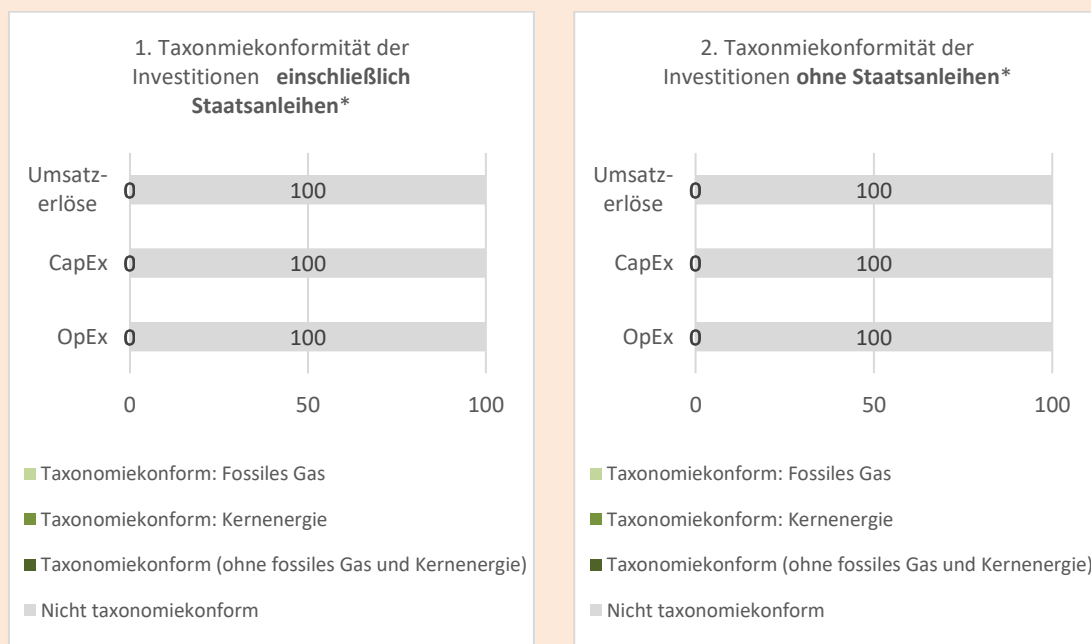 1. Taxonmiekonformität der
Investitionen einschließlich
Staatsanleihen*
Umsatz-
erlöse
0 100
CapEx 0 100
OpEx 0 100
0 50 100
Taxonomiekonform: Fossiles Gas
Taxonomiekonform: Kernenergie
Taxonomiekonform (ohne fossiles Gas und Kernenergie)
Nicht taxonomiekonform
2. Taxonmiekonformität der
Investitionen ohne Staatsanleihen*
Umsatz-
erlöse
0 100
CapEx 0 100
OpEx 0 100
0 50 100
Taxonomiekonform: Fossiles Gas
Taxonomiekonform: Kernenergie
Taxonomiekonform (ohne fossiles Gas und Kernenergie)
Nicht taxonomiekonform